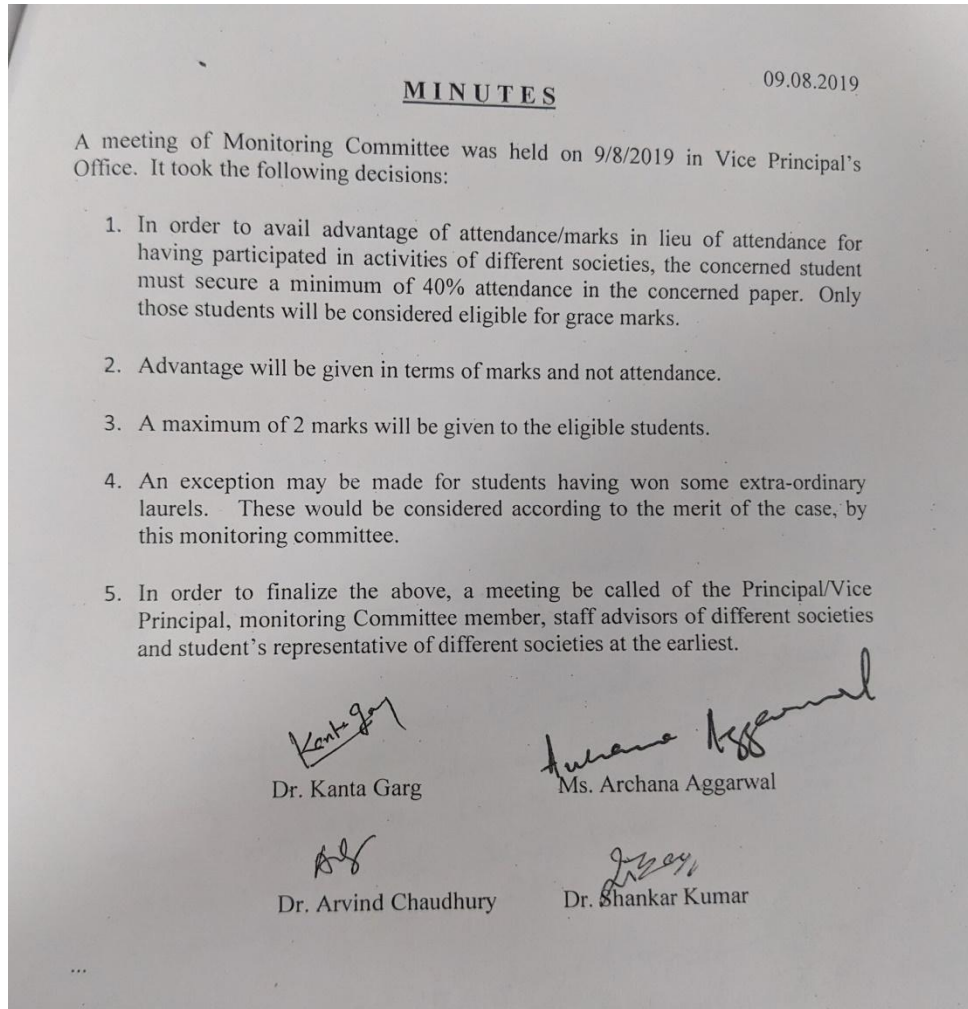 09.08.2019
MINUTES
A meeting of Monitoring Committee was held on 9/8/2019 in Vice Principal's
Office. It took the following decisions:
1. In order to avail advantage of attendance/marks in lieu of attendance for
having participated in activities of different societies, the concerned student
must secure a minimum of 40% attendance in the concerned paper. Only
those students will be considered eligible for grace marks.
2. Advantage will be given in terms of marks and not attendance.
3. A maximum of 2 marks will be given to the eligible students.
4. An exception may be made for students having won some extra-ordinary
laurels. These would be considered according to the merit of the case, by
this monitoring committee.
5. In order to finalize the above, a meeting be called of the Principal/Vice
Principal, monitoring Committee member, staff advisors of different societies
and student's representative of different societies at the earliest.
Archana Aggarwal
Dr. Kanta Garg
Ms. Archana Aggarwal
Dr. Arvind Chaudhury
Dr. Shankar Kumar
...